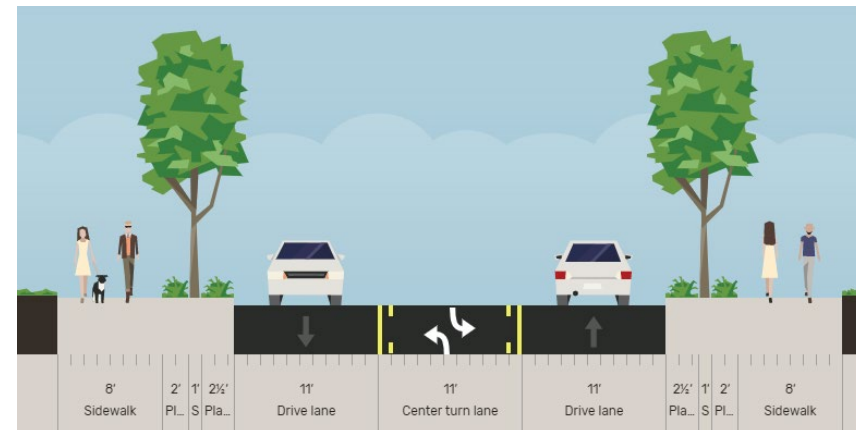 8' 2' 1' 2½' 11' 11' 11' 2½' 1' 2' 8'
Sidewalk Pl... S Pla... Drive lane Center turn lane Drive lane Pla... S Pl... Sidewalk